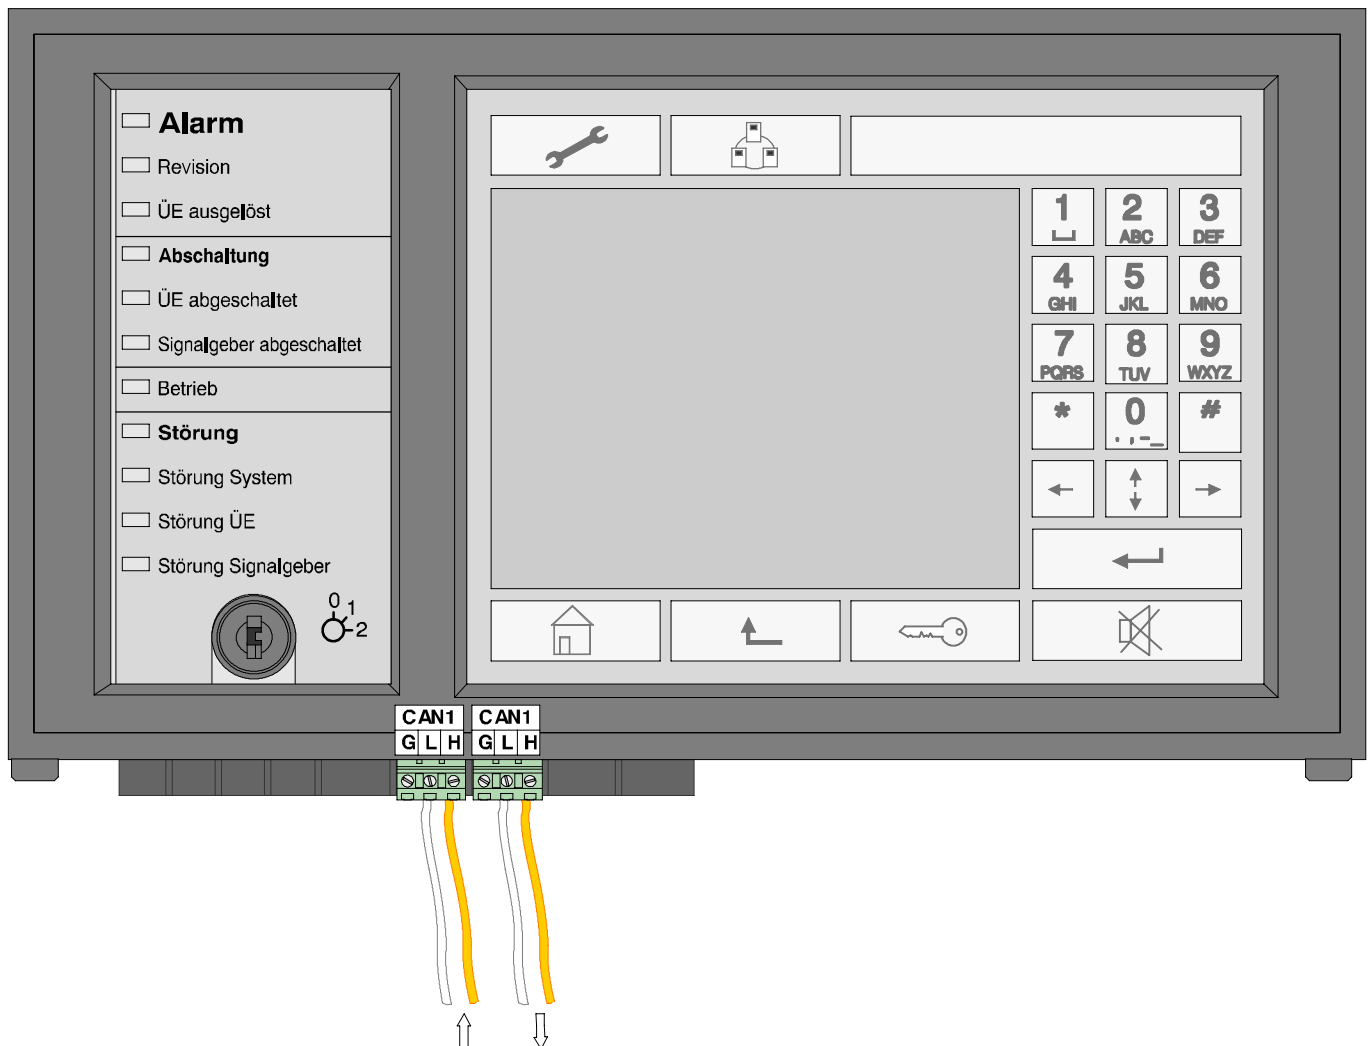 Alarm
Revision
ÜE ausgelöst
Abschaltung
ÜE abgeschaltet
Signalgeber abgeschaltet
Betrieb
Störung
Störung System
Störung ÜE
Störung Signalgeber
0
1
2
1
2
ABC
3
DEF
4
GHI
5
JKL
6
MNO
7
PQRS
8
TUV
9
WXYZ
*
0
. , - _
#
CAN1 CAN1
G L H G L H